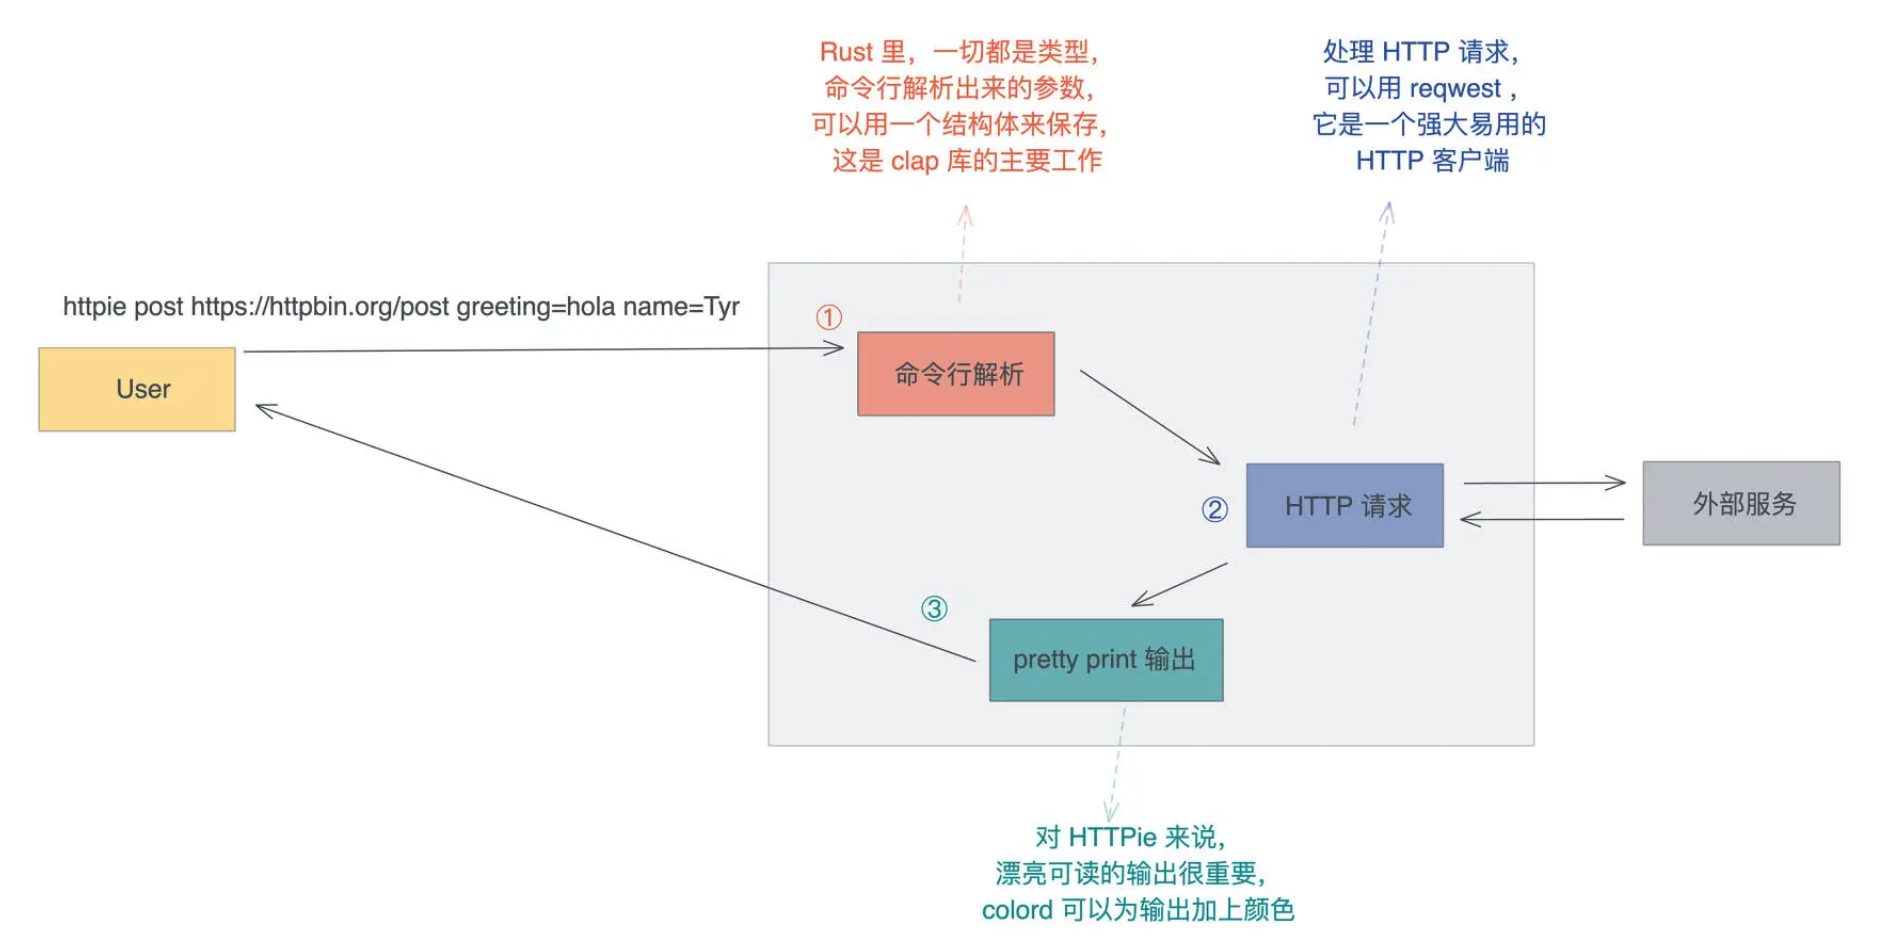 Rust 里，一切都是类型，
命令行解析出来的参数，
可以用一个结构体来保存，
这是 clap 库的主要工作
处理 HTTP 请求，
可以用 reqwest ，
它是一个强大易用的
HTTP 客户端
httpie post https://httpbin.org/post greeting=hola name=Tyr
①
User
命令行解析
②
HTTP 请求
外部服务
③
pretty print 输出
对 HTTPie 来说，
漂亮可读的输出很重要，
colord 可以为输出加上颜色